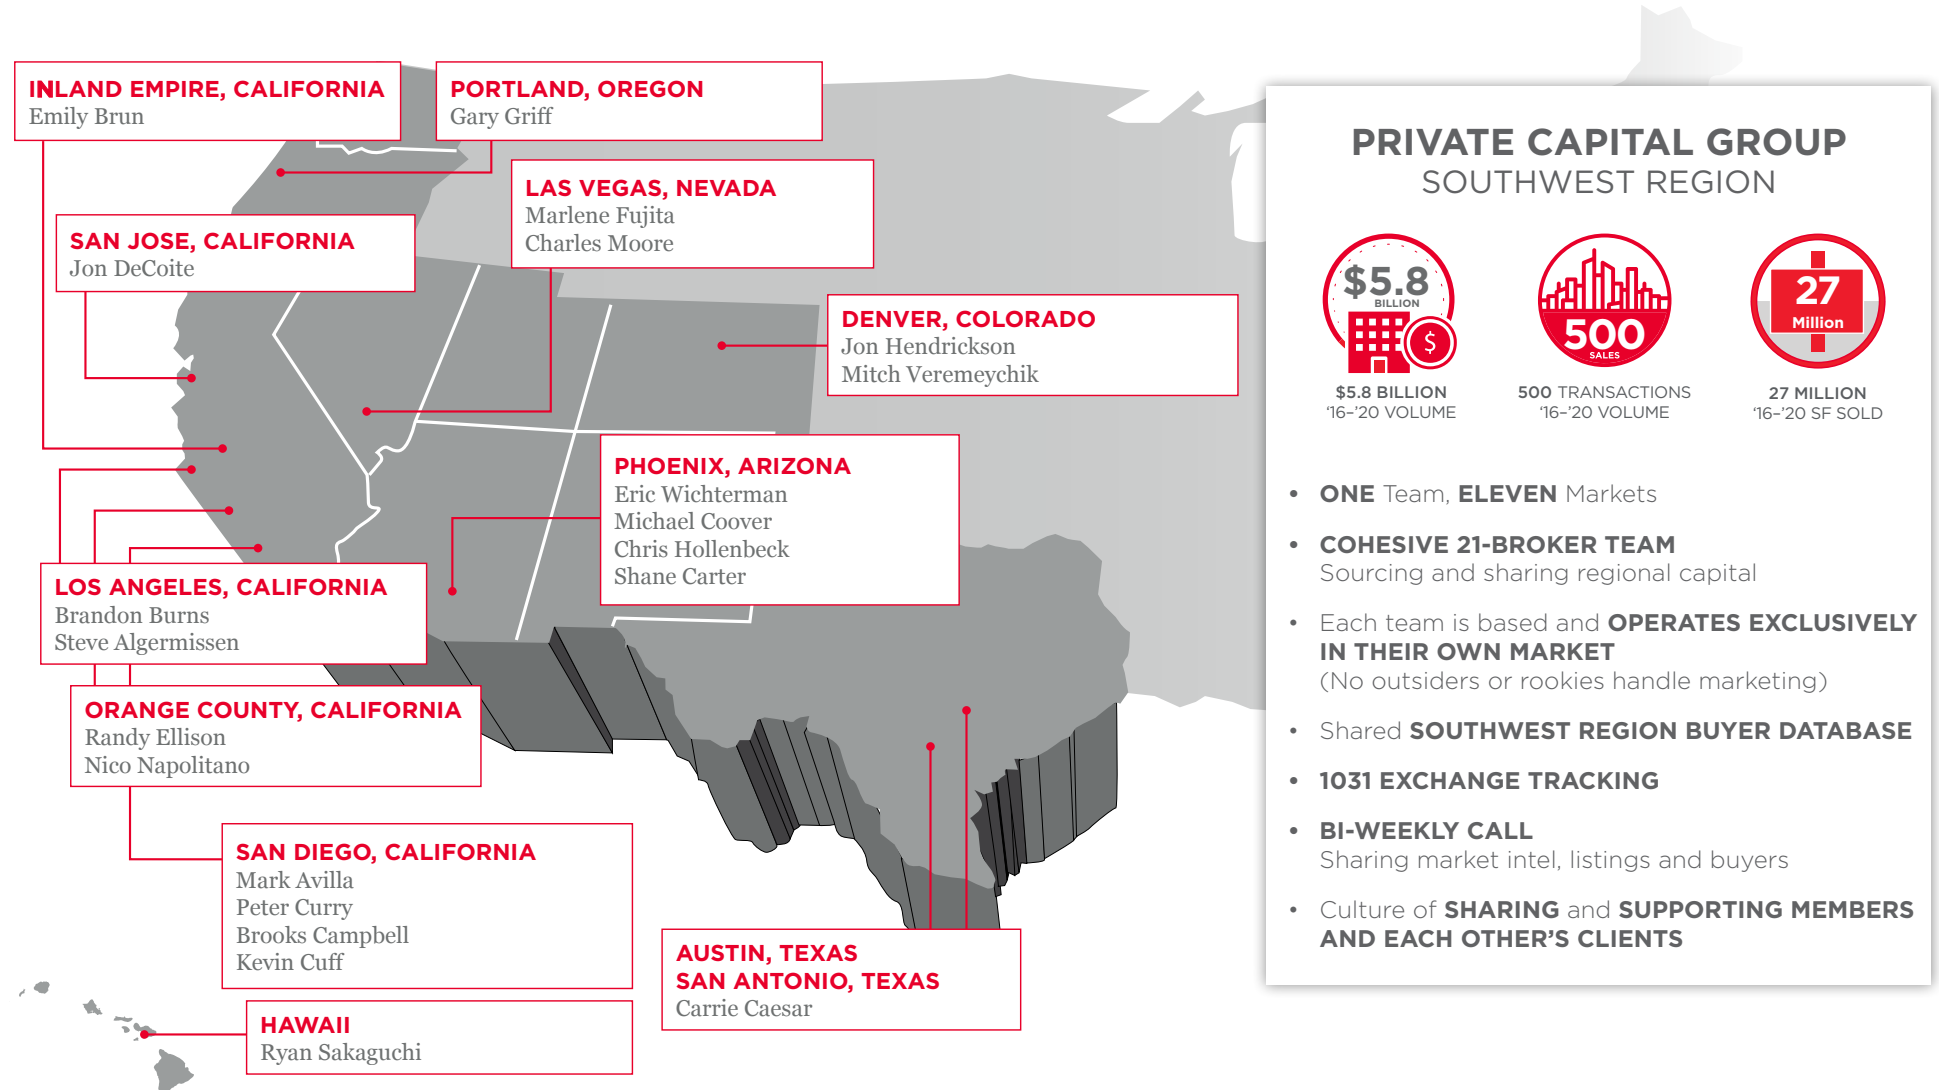 INLAND EMPIRE, CALIFORNIA
Emily Brun
PORTLAND, OREGON
Gary Griff
LAS VEGAS, NEVADA
Marlene Fujita
Charles Moore
SAN JOSE, CALIFORNIA
Jon DeCoite
DENVER, COLORADO
Jon Hendrickson
Mitch Veremeychik
PHOENIX, ARIZONA
Eric Wichterman
Michael Coover
Chris Hollenbeck
Shane Carter
LOS ANGELES, CALIFORNIA
Brandon Burns
Steve Algermissen
ORANGE COUNTY, CALIFORNIA
Randy Ellison
Nico Napolitano
SAN DIEGO, CALIFORNIA
Mark Avilla
Peter Curry
Brooks Campbell
Kevin Cuff
AUSTIN, TEXAS
SAN ANTONIO, TEXAS
Carrie Caesar
HAWAII
Ryan Sakaguchi
PRIVATE CAPITAL GROUP
SOUTHWEST REGION
$5.8
BILLION
$
$5.8 BILLION
‘16–’20 VOLUME
500
SALES
500 TRANSACTIONS
‘16–’20 VOLUME
27
Million
27 MILLION
‘16–’20 SF SOLD
• ONE Team, ELEVEN Markets
• COHESIVE 21-BROKER TEAM
Sourcing and sharing regional capital
• Each team is based and OPERATES EXCLUSIVELY
IN THEIR OWN MARKET
(No outsiders or rookies handle marketing)
• Shared SOUTHWEST REGION BUYER DATABASE
• 1031 EXCHANGE TRACKING
• BI-WEEKLY CALL
Sharing market intel, listings and buyers
• Culture of SHARING and SUPPORTING MEMBERS
AND EACH OTHER’S CLIENTS